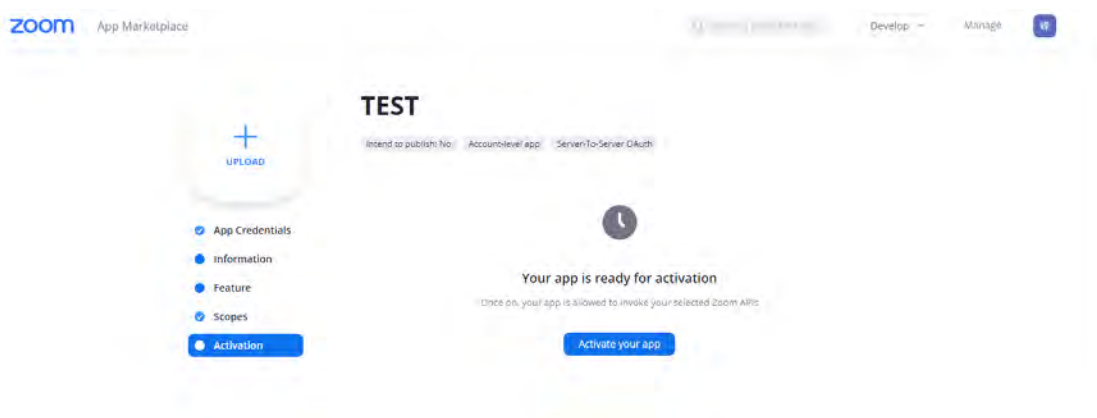 zoom App Marketplace Develop Manage
TEST
UPLOAD
Intend to publish: No Account-level app Server-To-Server OAuth
App Credentials
Information
Feature
Scopes
Activation
Your app is ready for activation
Once on, your app is allowed to invoke your selected Zoom APIs
Activate your app